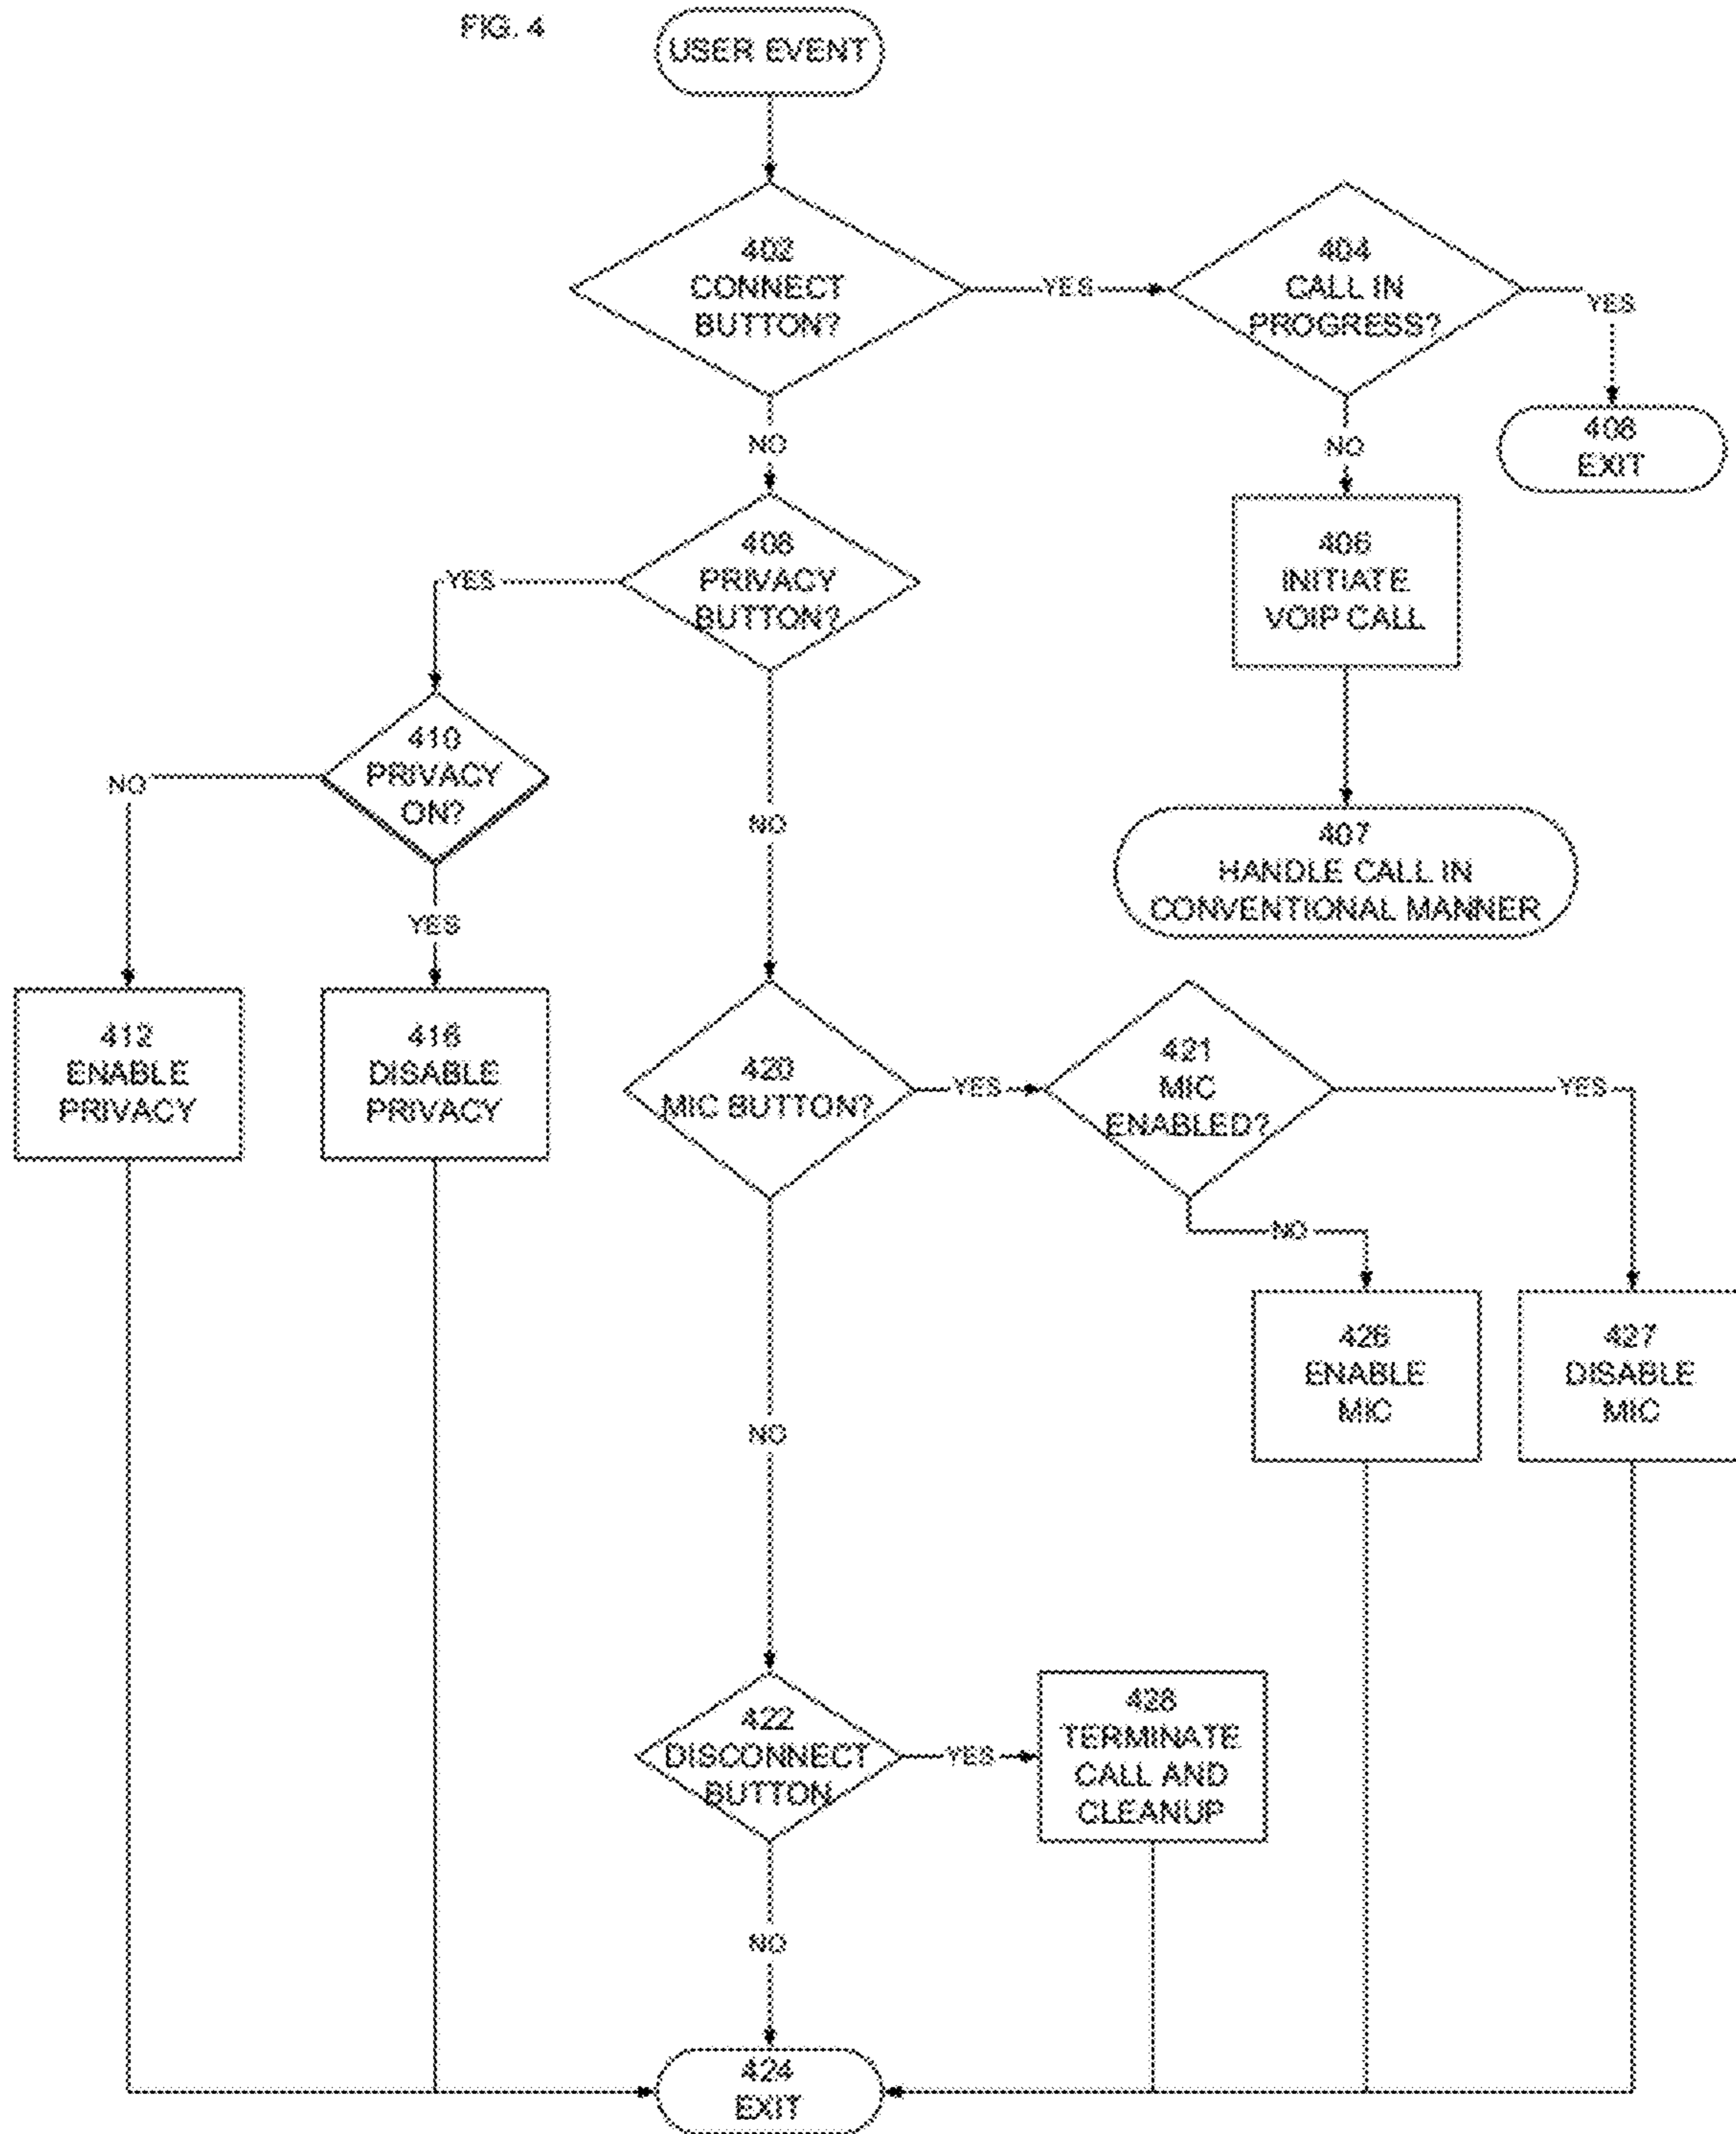 FIG. 4
USER EVENT
402
CONNECT
BUTTON?
YES
404
CALL IN
PROGRESS?
YES
NO
NO
408
EXIT
408
PRIVACY
BUTTON?
YES
406
INITIATE
VOIP CALL
410
PRIVACY
ON?
NO
YES
NO
407
HANDLE CALL IN
CONVENTIONAL MANNER
412
ENABLE
PRIVACY
416
DISABLE
PRIVACY
420
MIC BUTTON?
YES
421
MIC
ENABLED?
YES
NO
426
ENABLE
MIC
427
DISABLE
MIC
NO
422
DISCONNECT
BUTTON
YES
428
TERMINATE
CALL AND
CLEANUP
NO
424
EXIT